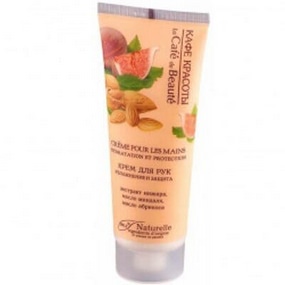 КАФЕ КРАСОТЫ
le Café de Beauté
CRÈME POUR LES MAINS
HYDRATATION ET PROTECTION
КРЕМ ДЛЯ РУК
УВЛАЖНЕНИЕ И ЗАЩИТА
экстракт инжира,
масло миндаля,
масло абрикоса
Naturelle